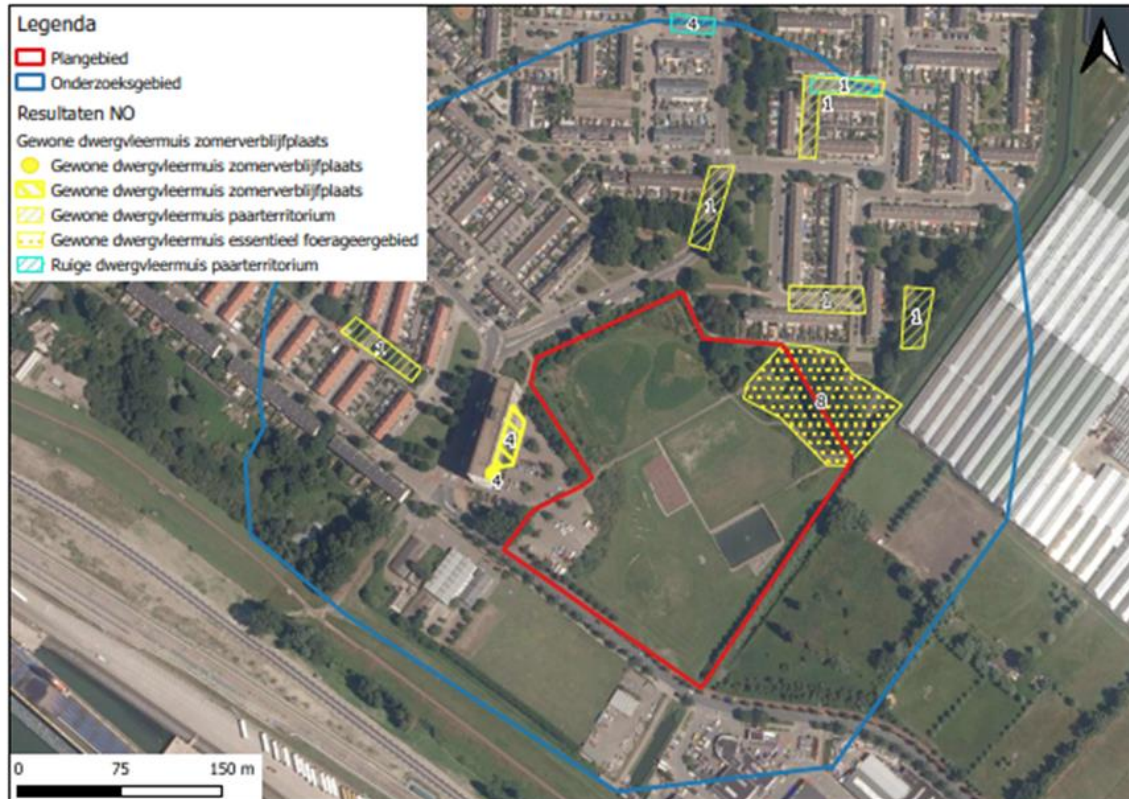 Legenda
Plangebied
Onderzoeksgebied
Resultaten NO
Gewone dwergvleermuis zomerverblijfplaats
Gewone dwergvleermuis zomerverblijfplaats
Gewone dwergvleermuis zomerverblijfplaats
Gewone dwergvleermuis paarterritorium
Gewone dwergvleermuis essentieel foerageergebied
Ruige dwergvleermuis paarterritorium
4
1
1
1
1
1
8
4
4
0 75 150 m